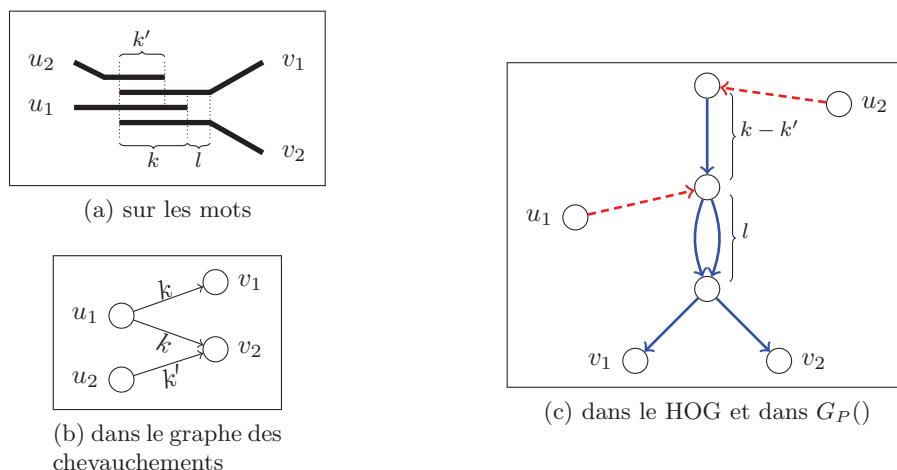 k′
u₂
v₁
u₁
k
l
v₂
(a) sur les mots
u₁
k
v₁
k
v₂
u₂
k'
(b) dans le graphe des
chevauchements
k − k′
u₂
u₁
l
v₁
v₂
(c) dans le HOG et dans G_P()